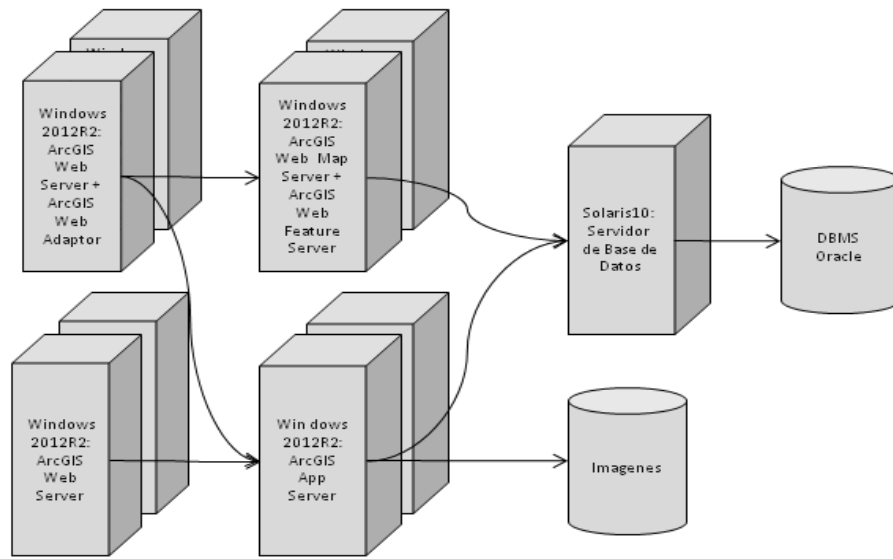 Windows
2012R2:
ArcGIS
Web
Server +
ArcGIS
Web
Adaptor
Windows
2012R2:
ArcGIS
Web Map
Server +
ArcGIS
Web
Feature
Server
Solaris10:
Servidor
de Base de
Datos
DBMS
Oracle
Windows
2012R2:
ArcGIS
Web
Server
Win dows
2012R2:
ArcGIS
App
Server
Imagenes